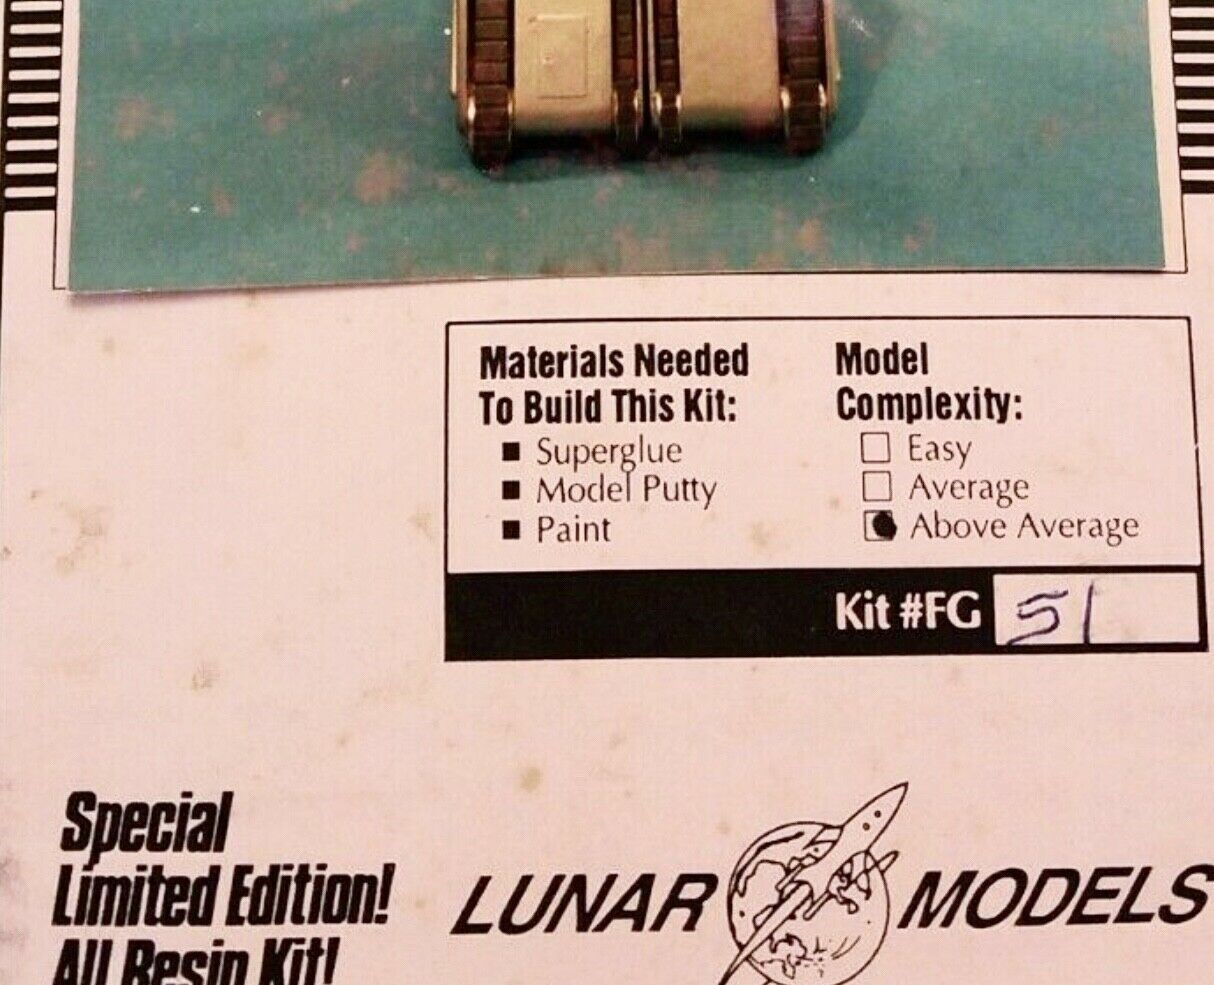 Materials Needed
To Build This Kit:
Superglue
Model Putty
Paint
Model
Complexity:
Easy
Average
Above Average
Kit #FG 51
Special
Limited Edition!
All Resin Kit!
LUNAR MODELS